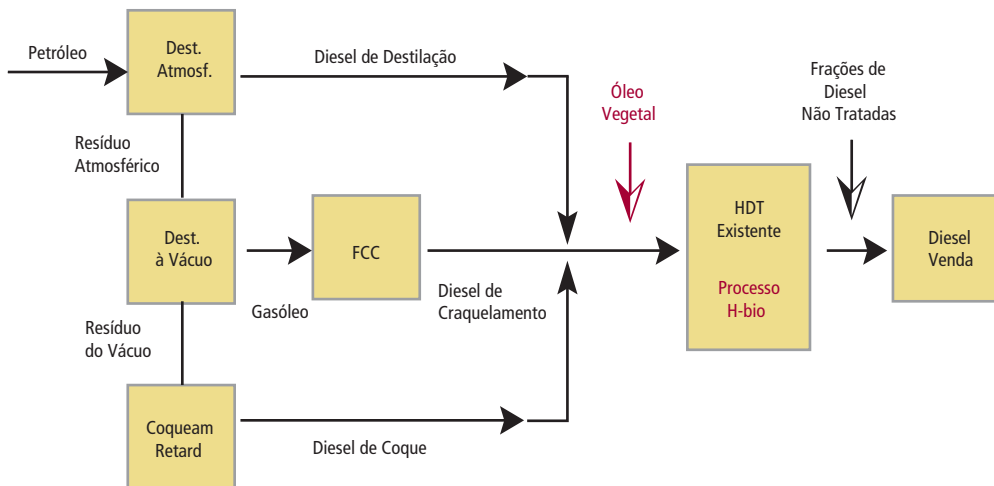 Petróleo
Dest.
Atmosf.
Diesel de Destilação
Óleo
Vegetal
Frações de
Diesel
Não Tratadas
Resíduo
Atmosférico
Dest.
à Vácuo
Gasóleo
FCC
Diesel de
Craquelamento
HDT
Existente
Processo
H-bio
Diesel
Venda
Resíduo
do Vácuo
Coqueam
Retard
Diesel de Coque